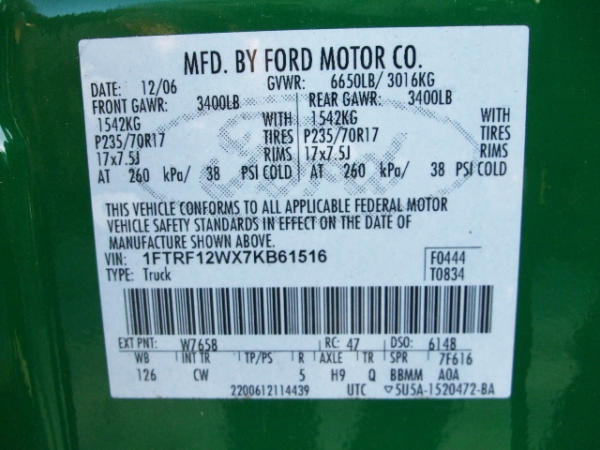 MFD. BY FORD MOTOR CO.
DATE: 12/06 GVWR: 6650LB/ 3016KG
FRONT GAWR: 3400LB REAR GAWR: 3400LB
1542KG WITH 1542KG WITH
P235/70R17 TIRES P235/70R17 TIRES
17x7.5J RIMS 17x7.5J RIMS
AT 260 kPa/ 38 PSI COLD AT 260 kPa/ 38 PSI COLD
Ford
THIS VEHICLE CONFORMS TO ALL APPLICABLE FEDERAL MOTOR
VEHICLE SAFETY STANDARDS IN EFFECT ON THE DATE OF
MANUFACTURE SHOWN ABOVE
VIN: 1FTRF12WX7KB61516 F0444
TYPE: Truck T0834
EXT PNT: W7658 RC: 47 DSO: 6148
WB INT TR TP/PS R AXLE TR SPR 7F616
126 CW 5 H9 Q BBMM A0A
2200612114439 UTC ▽5U5A-1520472-BA